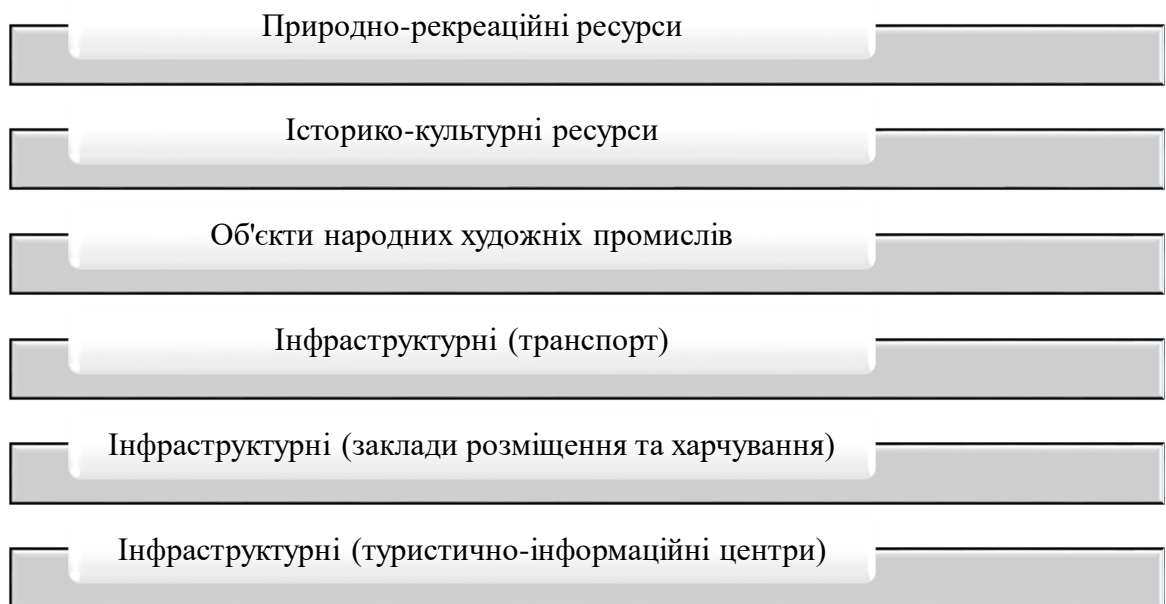 Природно-рекреаційні ресурси
Історико-культурні ресурси
Об'єкти народних художніх промислів
Інфраструктурні (транспорт)
Інфраструктурні (заклади розміщення та харчування)
Інфраструктурні (туристично-інформаційні центри)